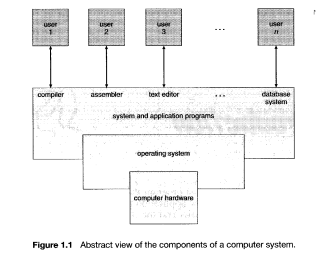 user 1 user 2 user 3 ... user n
compiler assembler text editor ... database system
system and application programs
operating system
computer hardware
Figure 1.1 Abstract view of the components of a computer system.